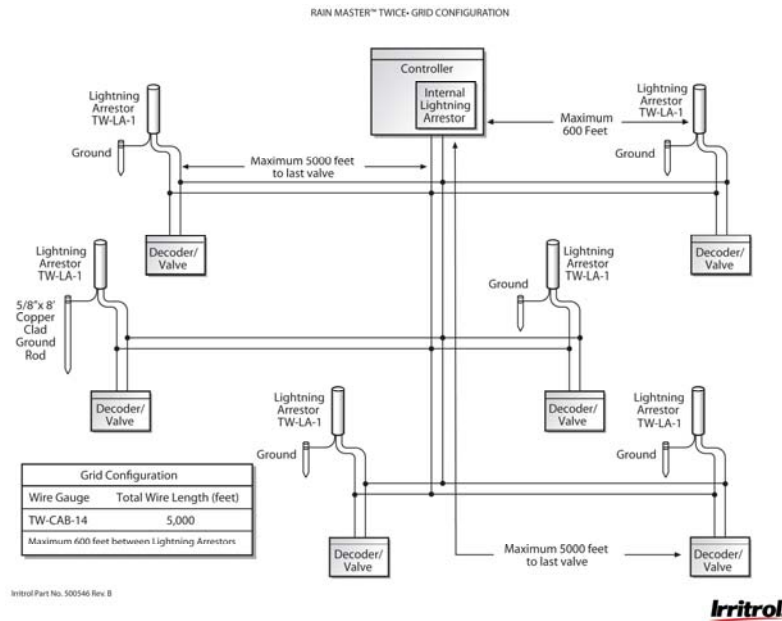 RAIN MASTER™ TWICE• GRID CONFIGURATION
Controller
Internal
Lightning
Arrestor
Lightning
Arrestor
TW-LA-1
Ground
Maximum 5000 feet
to last valve
Maximum
600 Feet
Lightning
Arrestor
TW-LA-1
Ground
Decoder/
Valve
Decoder/
Valve
Lightning
Arrestor
TW-LA-1
5/8"x 8'
Copper
Clad
Ground
Rod
Lightning
Arrestor
TW-LA-1
Ground
Decoder/
Valve
Decoder/
Valve
Lightning
Arrestor
TW-LA-1
Ground
Lightning
Arrestor
TW-LA-1
Ground
Grid Configuration
Wire Gauge Total Wire Length (feet)
TW-CAB-14 5,000
Maximum 600 feet between Lightning Arrestors
Decoder/
Valve
Maximum 5000 feet
to last valve
Decoder/
Valve
Irritrol Part No. 500546 Rev. B
Irritrol